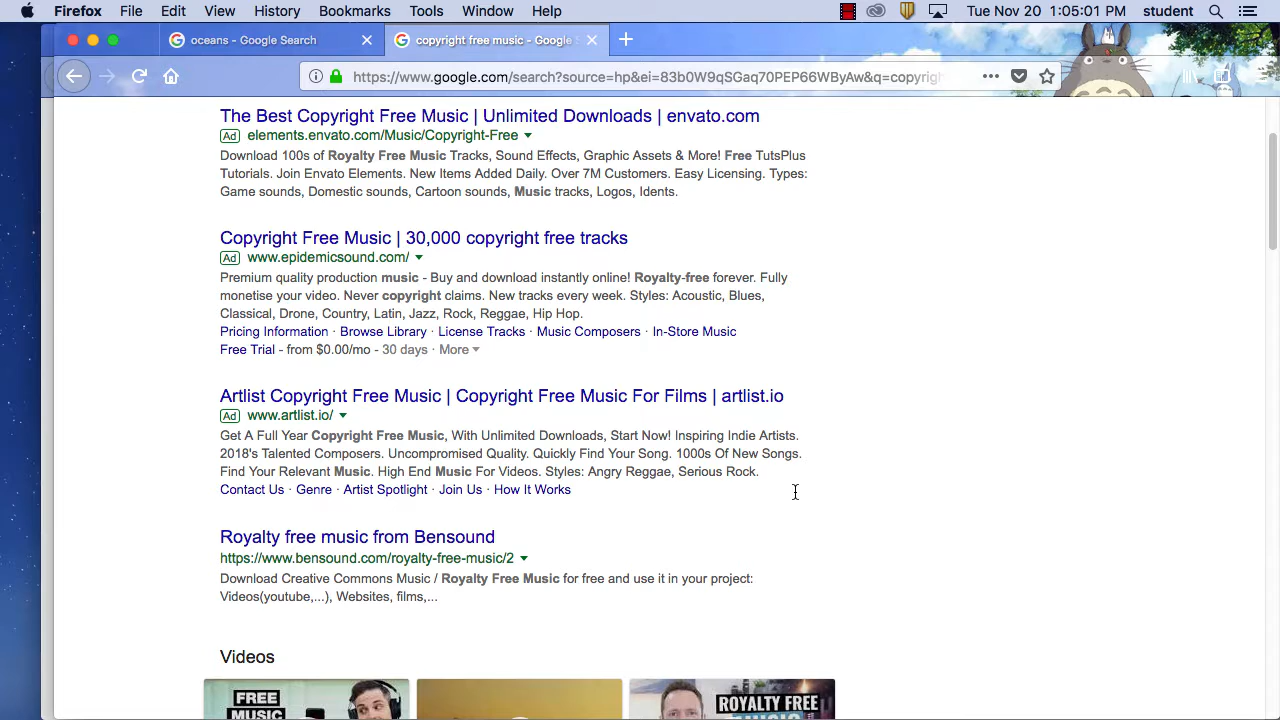 Firefox File Edit View History Bookmarks Tools Window Help Tue Nov 20 1:05:01 PM student
oceans - Google Search copyright free music - Google S
https://www.google.com/search?source=hp&ei=83b0W9qSGaq70PEP66WByAw&q=copyrigh
The Best Copyright Free Music | Unlimited Downloads | envato.com
Ad elements.envato.com/Music/Copyright-Free
Download 100s of Royalty Free Music Tracks, Sound Effects, Graphic Assets & More! Free TutsPlus
Tutorials. Join Envato Elements. New Items Added Daily. Over 7M Customers. Easy Licensing. Types:
Game sounds, Domestic sounds, Cartoon sounds, Music tracks, Logos, Idents.
Copyright Free Music | 30,000 copyright free tracks
Ad www.epidemicsound.com/
Premium quality production music - Buy and download instantly online! Royalty-free forever. Fully
monetise your video. Never copyright claims. New tracks every week. Styles: Acoustic, Blues,
Classical, Drone, Country, Latin, Jazz, Rock, Reggae, Hip Hop.
Pricing Information · Browse Library · License Tracks · Music Composers · In-Store Music
Free Trial - from $0.00/mo - 30 days · More
Artlist Copyright Free Music | Copyright Free Music For Films | artlist.io
Ad www.artlist.io/
Get A Full Year Copyright Free Music, With Unlimited Downloads, Start Now! Inspiring Indie Artists.
2018's Talented Composers. Uncompromised Quality. Quickly Find Your Song. 1000s Of New Songs.
Find Your Relevant Music. High End Music For Videos. Styles: Angry Reggae, Serious Rock.
Contact Us · Genre · Artist Spotlight · Join Us · How It Works
Royalty free music from Bensound
https://www.bensound.com/royalty-free-music/2
Download Creative Commons Music / Royalty Free Music for free and use it in your project:
Videos(youtube,...), Websites, films,...
Videos
FREE
MUSIC
ROYALTY FREE